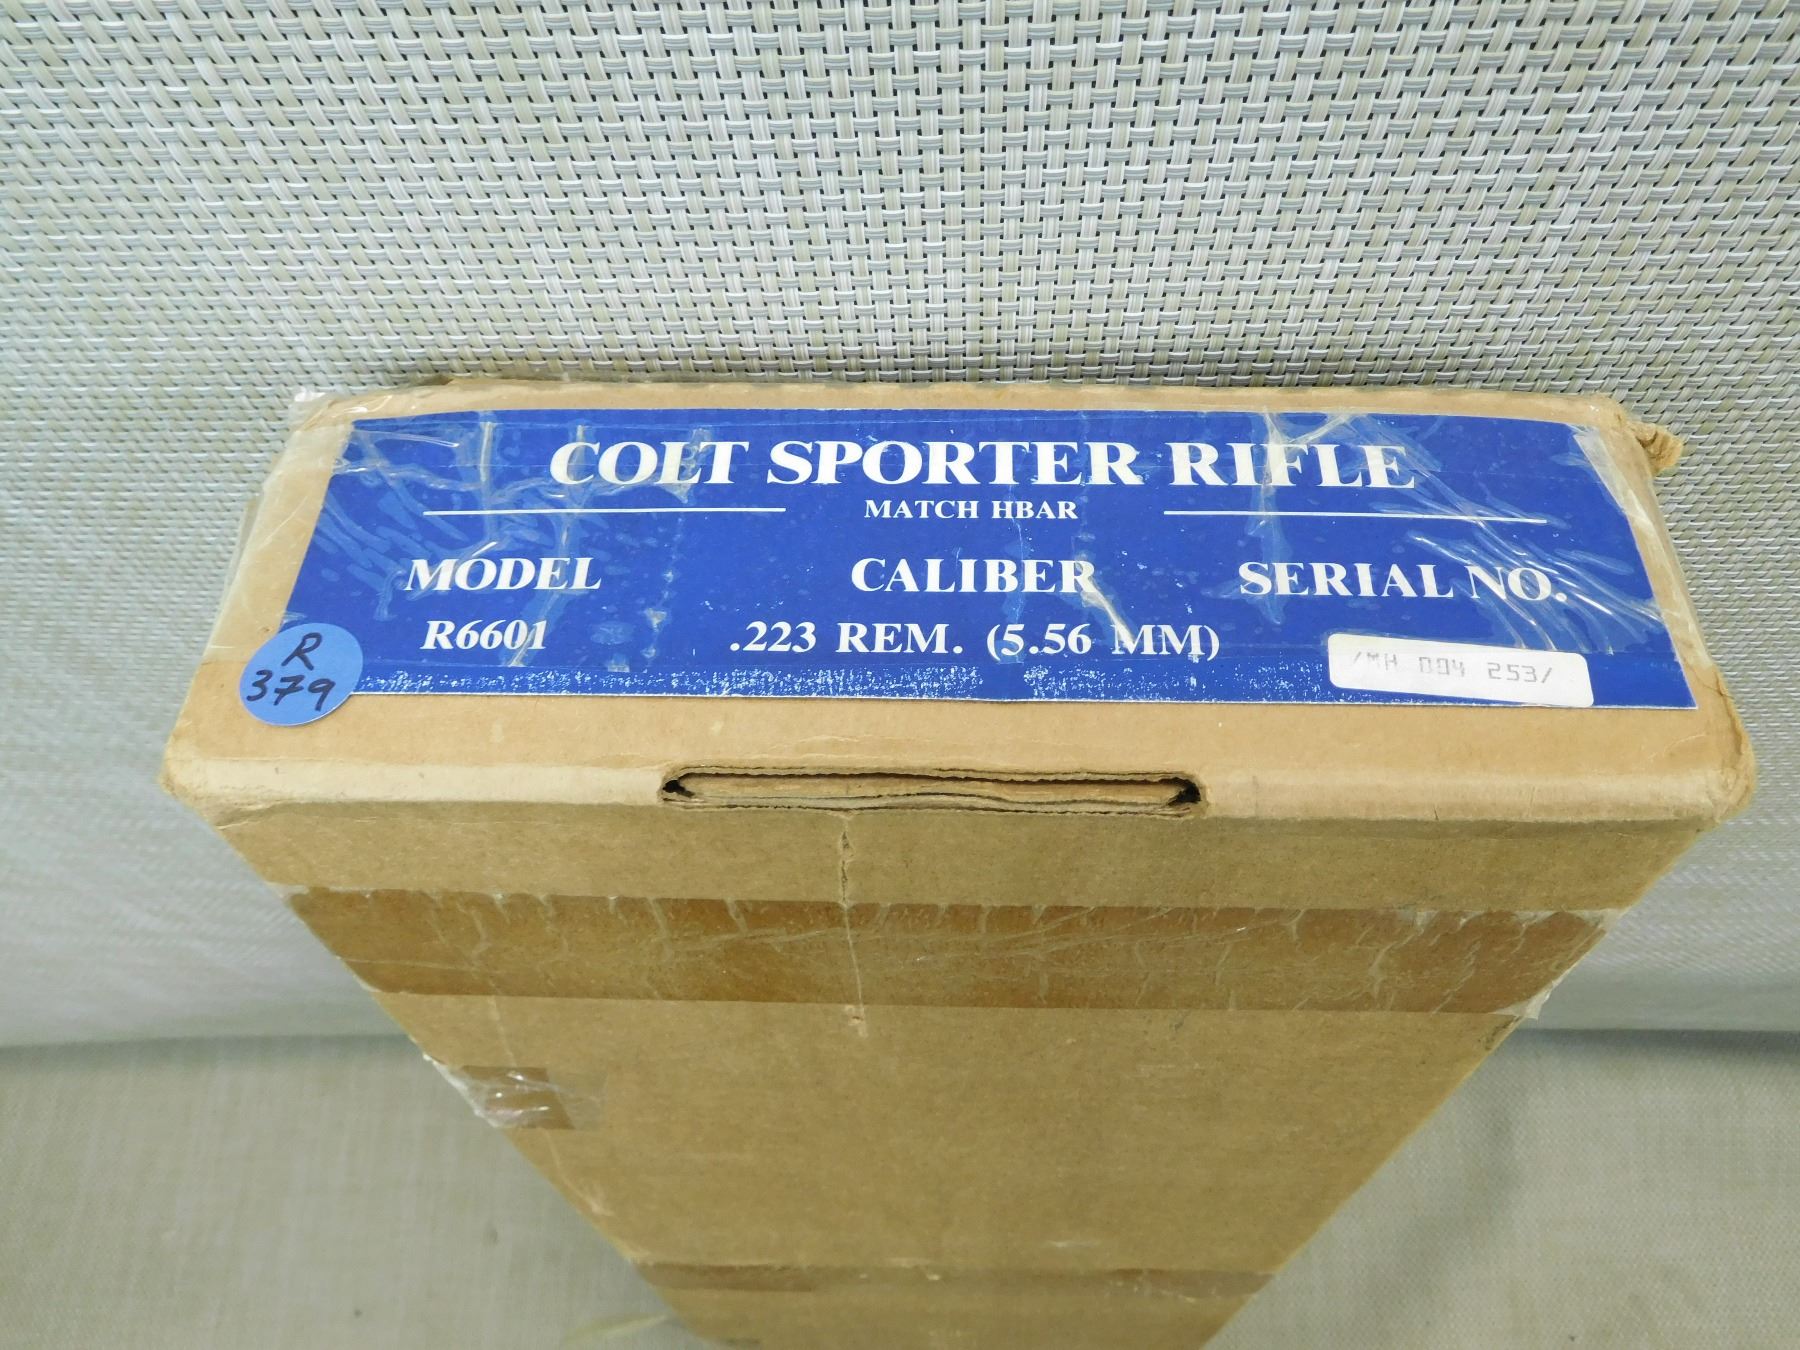 COLT SPORTER RIFLE
MATCH HBAR
MODEL CALIBER SERIAL NO.
R6601 .223 REM. (5.56 MM) /MH 004 253/
R
379